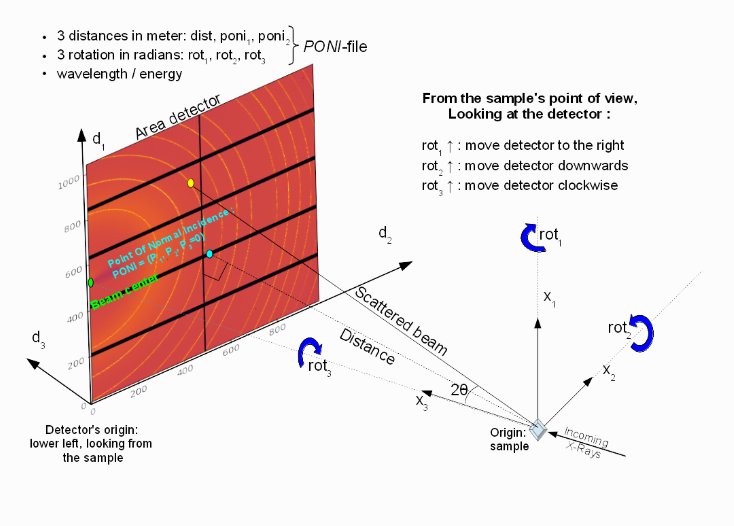 • 3 distances in meter: dist, poni₁, poni₂
• 3 rotation in radians: rot₁, rot₂, rot₃
PONI-file
• wavelength / energy
Area detector
From the sample's point of view,
Looking at the detector :
rot₁ ↑ : move detector to the right
rot₂ ↑ : move detector downwards
rot₃ ↑ : move detector clockwise
d₁
1000
800
600
400
200
0
Point Of Normal Incidence
PONI = (P₁, P₂, P₃=0)
Beam Center
d₂
d₃
0
200
400
600
800
Scattered beam
Distance
2θ
rot₁
rot₂
rot₃
x₁
x₂
x₃
Origin:
sample
Incoming
X-Rays
Detector's origin:
lower left, looking from
the sample